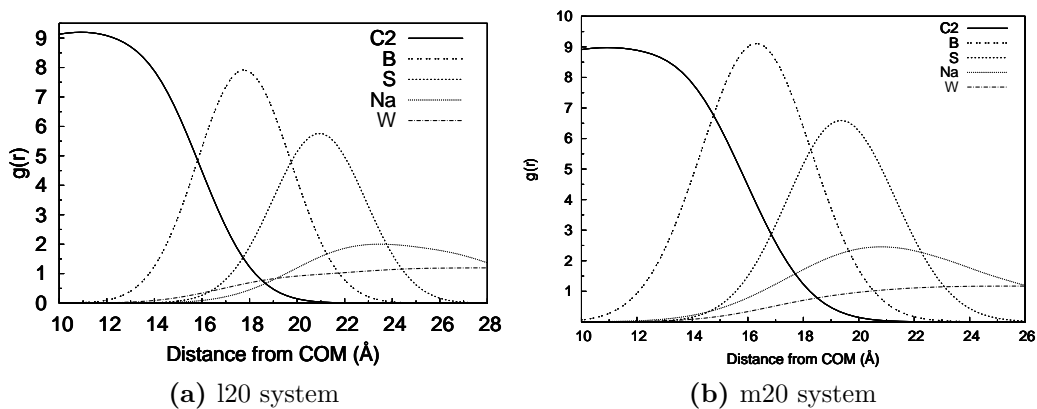 9
8
7
6
5
4
3
2
1
0
g(r)
C2
B
S
Na
W
10 12 14 16 18 20 22 24 26 28
Distance from COM (Å)
(a) l20 system
10
9
8
7
6
5
4
3
2
1
g(r)
C2
B
S
Na
W
10 12 14 16 18 20 22 24 26
Distance from COM (Å)
(b) m20 system